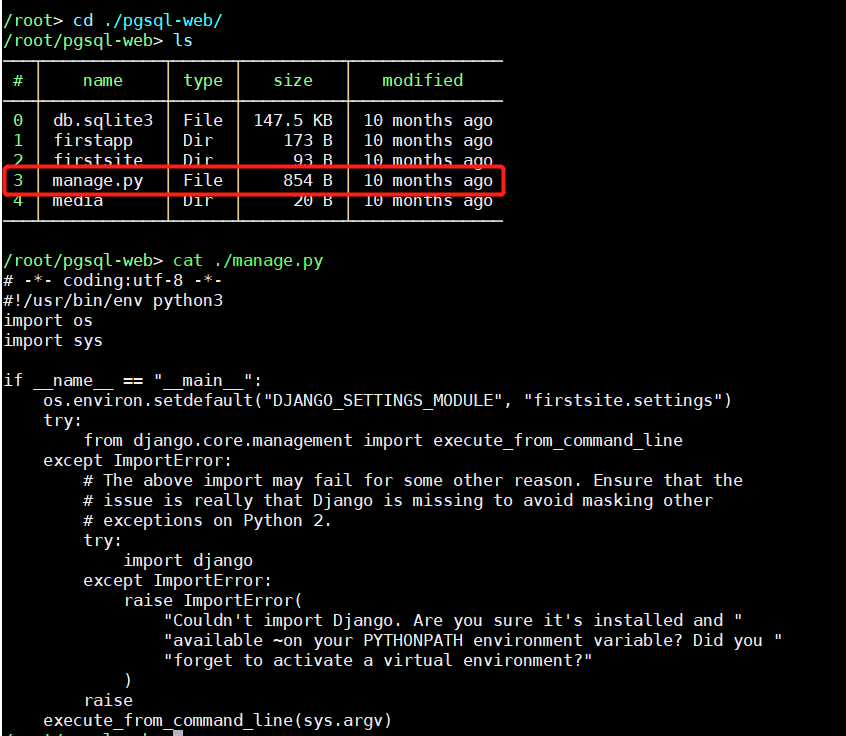 /root> cd ./pgsql-web/
/root/pgsql-web> ls
# name type size modified
0 db.sqlite3 File 147.5 KB 10 months ago
1 firstapp Dir 173 B 10 months ago
2 firstsite Dir 93 B 10 months ago
3 manage.py File 854 B 10 months ago
4 media Dir 20 B 10 months ago
/root/pgsql-web> cat ./manage.py
# -*- coding:utf-8 -*-
#!/usr/bin/env python3
import os
import sys
if __name__ == "__main__":
    os.environ.setdefault("DJANGO_SETTINGS_MODULE", "firstsite.settings")
    try:
        from django.core.management import execute_from_command_line
    except ImportError:
        # The above import may fail for some other reason. Ensure that the
        # issue is really that Django is missing to avoid masking other
        # exceptions on Python 2.
        try:
            import django
        except ImportError:
            raise ImportError(
                "Couldn't import Django. Are you sure it's installed and "
                "available ~on your PYTHONPATH environment variable? Did you "
                "forget to activate a virtual environment?"
            )
        raise
    execute_from_command_line(sys.argv)